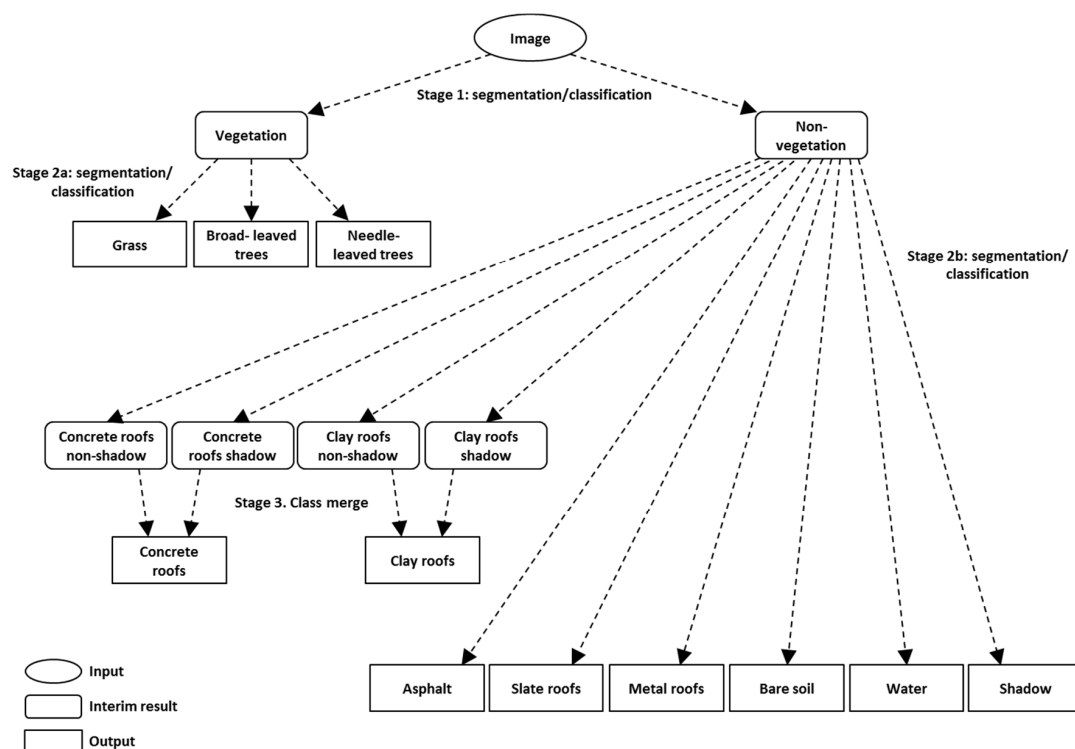 Image
Stage 1: segmentation/classification
Vegetation
Non-
vegetation
Stage 2a: segmentation/
classification
Grass
Broad- leaved
trees
Needle-
leaved trees
Stage 2b: segmentation/
classification
Concrete roofs
non-shadow
Concrete
roofs shadow
Clay roofs
non-shadow
Clay roofs
shadow
Stage 3. Class merge
Concrete
roofs
Clay roofs
Asphalt
Slate roofs
Metal roofs
Bare soil
Water
Shadow
Input
Interim result
Output